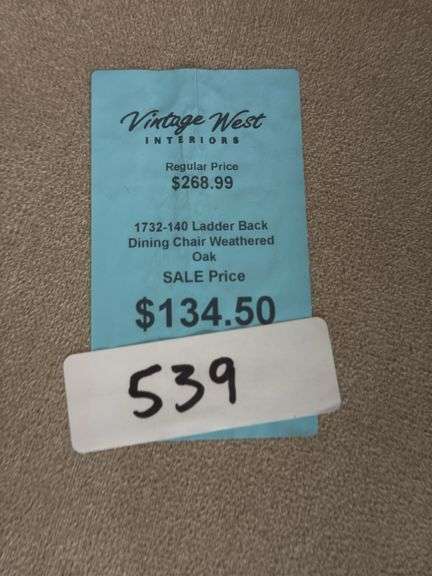 Vintage West
INTERIORS
Regular Price
$268.99
1732-140 Ladder Back
Dining Chair Weathered
Oak
SALE Price
$134.50
539